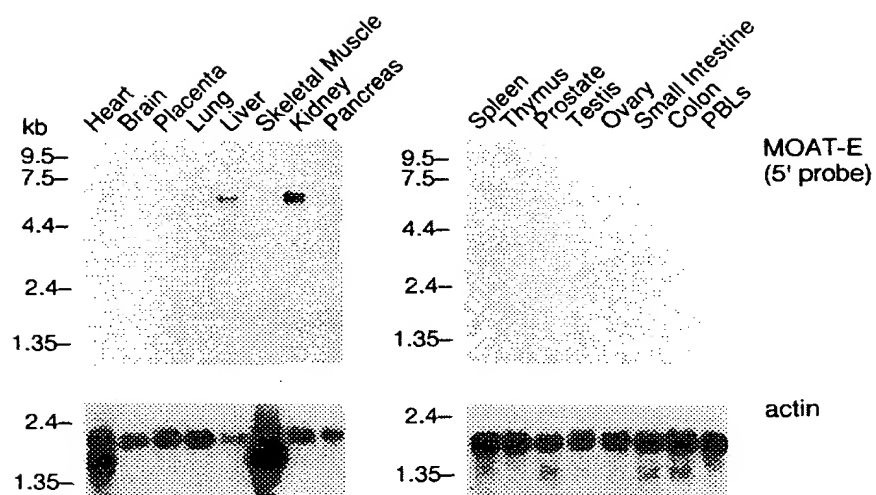 Heart
Brain
Placenta
Lung
Liver
Skeletal Muscle
Kidney
Pancreas
kb
9.5–
7.5–
4.4–
2.4–
1.35–
2.4–
1.35–
Spleen
Thymus
Prostate
Testis
Ovary
Small Intestine
Colon
PBLs
9.5–
7.5–
4.4–
2.4–
1.35–
2.4–
1.35–
MOAT-E
(5' probe)
actin